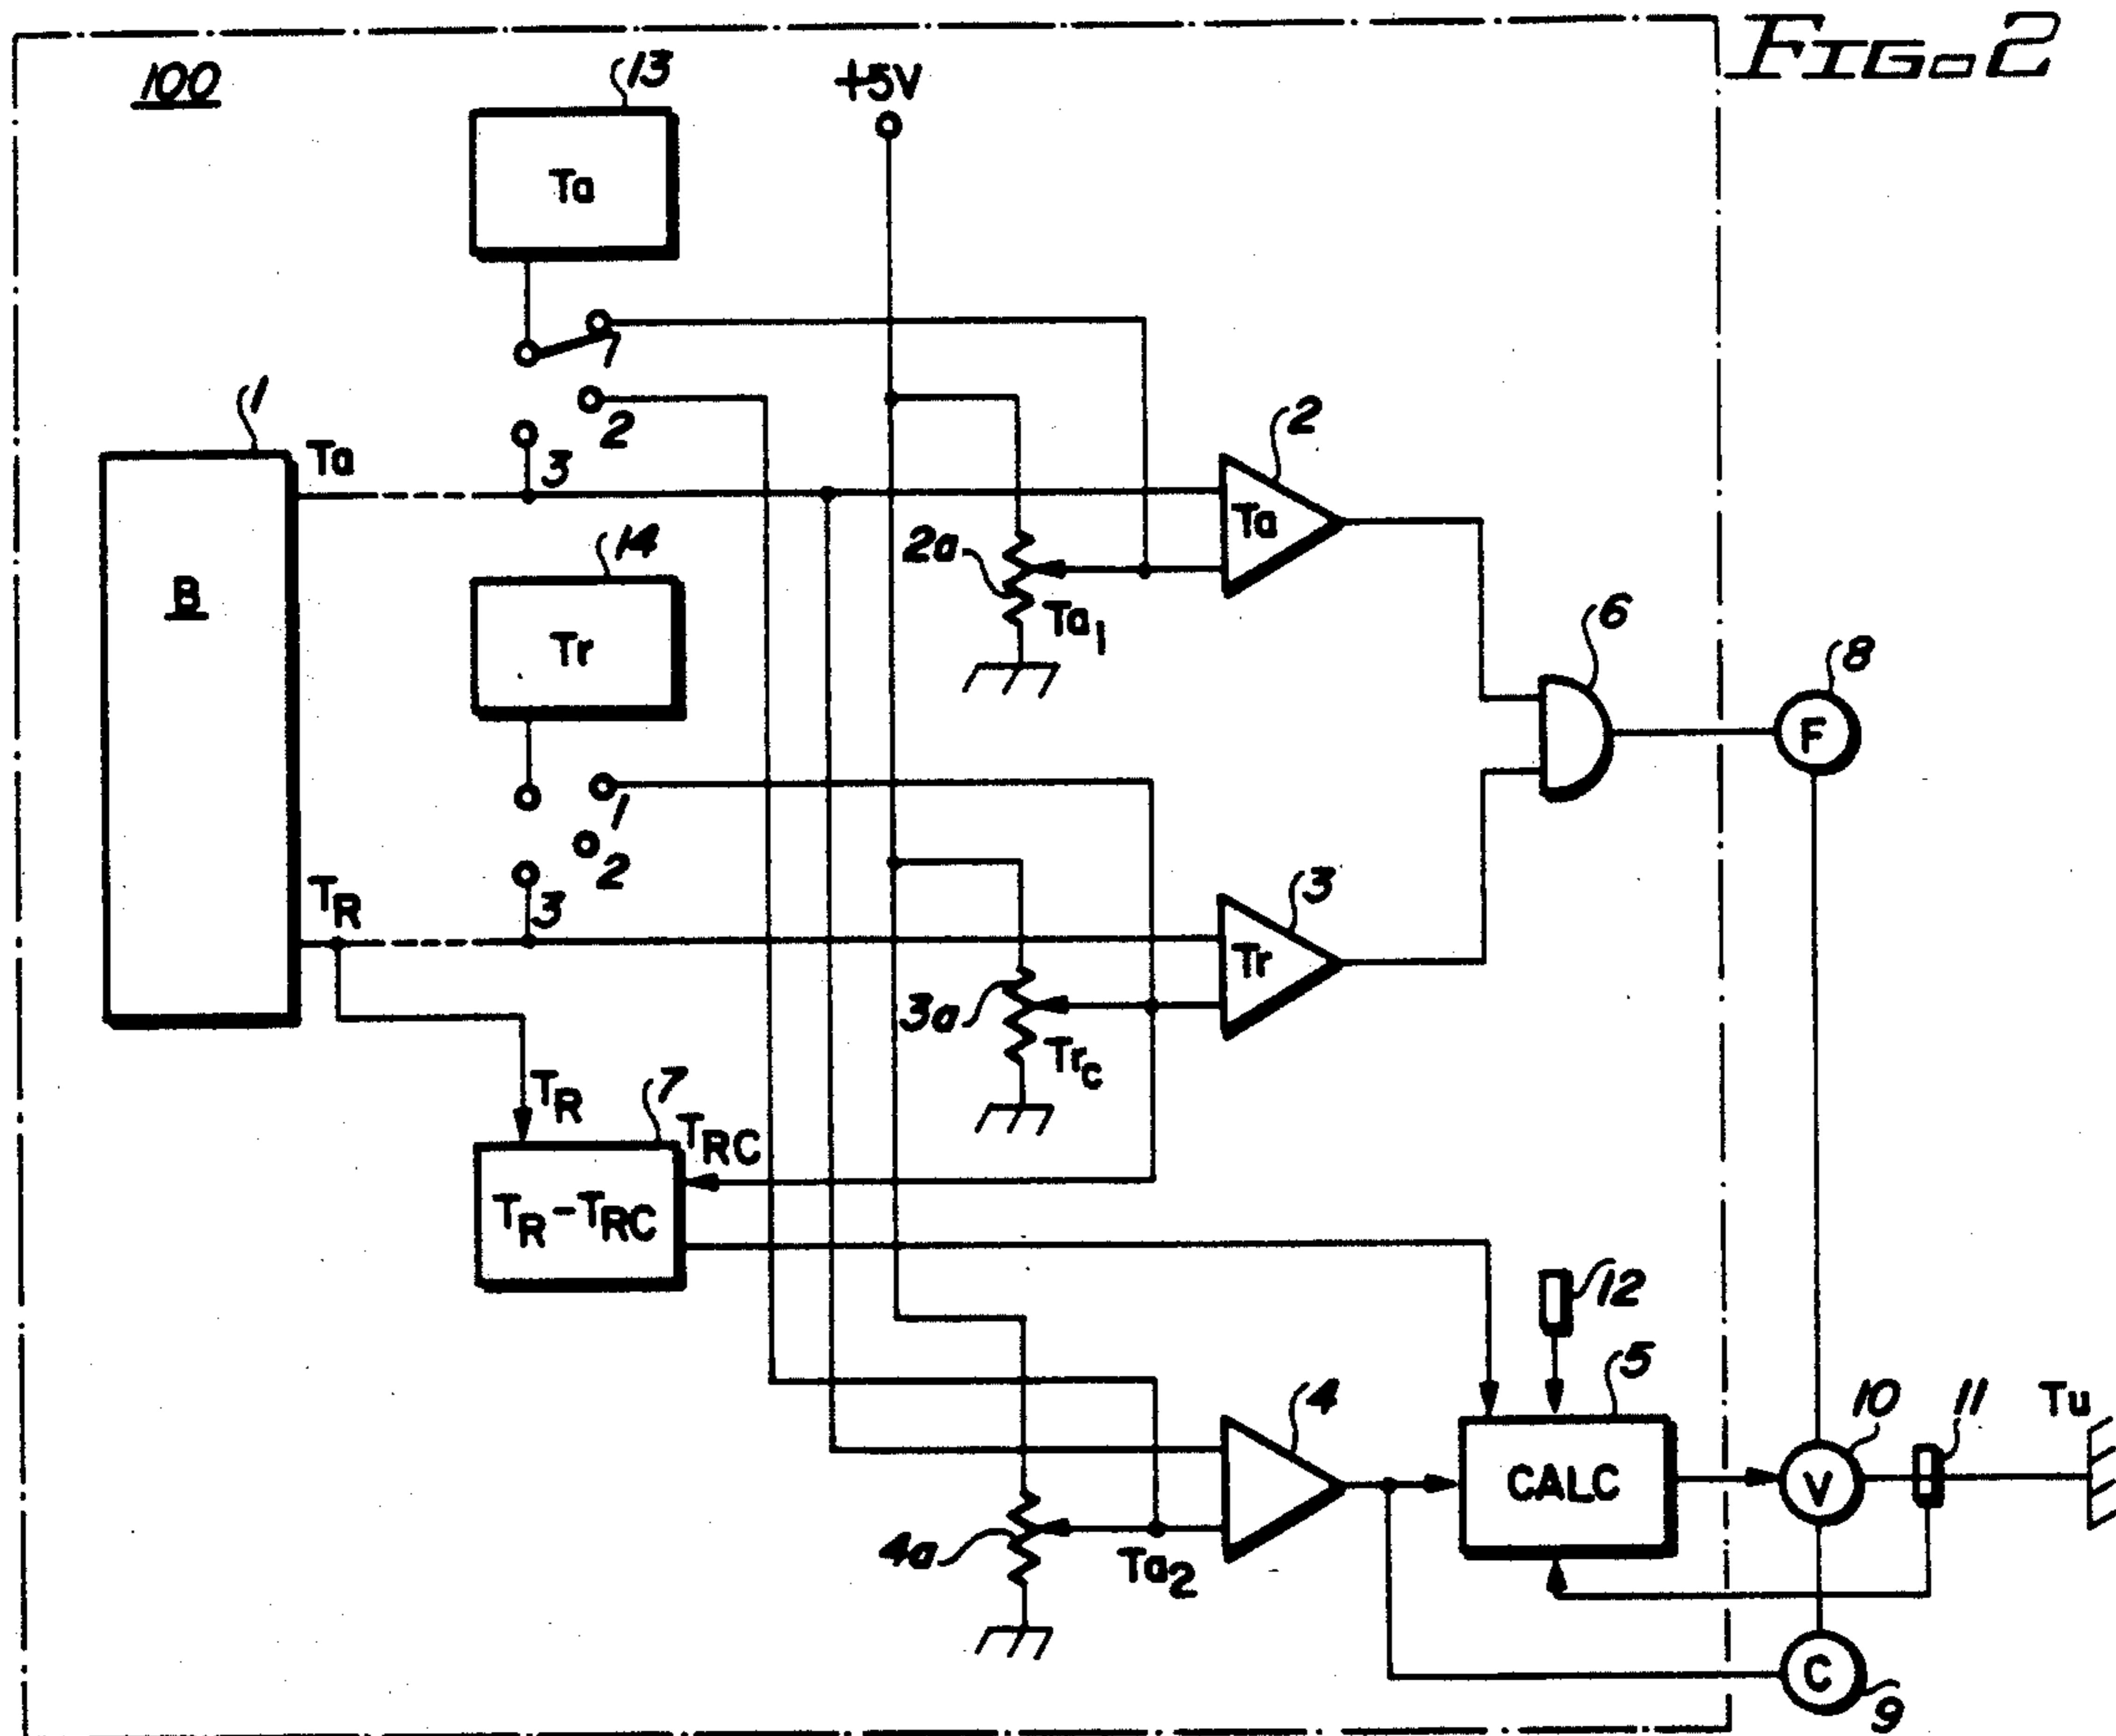 FIG. 2
100
13
+5V
Ta
1
2
3
1
Ta
2
Ta
2a
Ta1
B
14
Tr
6
8
F
1
2
3
TR
3
Tr
3a
Trc
TR
7
TRC
TR-TRC
12
5
4
10
11
Tu
CALC
V
4a
Ta2
C
9